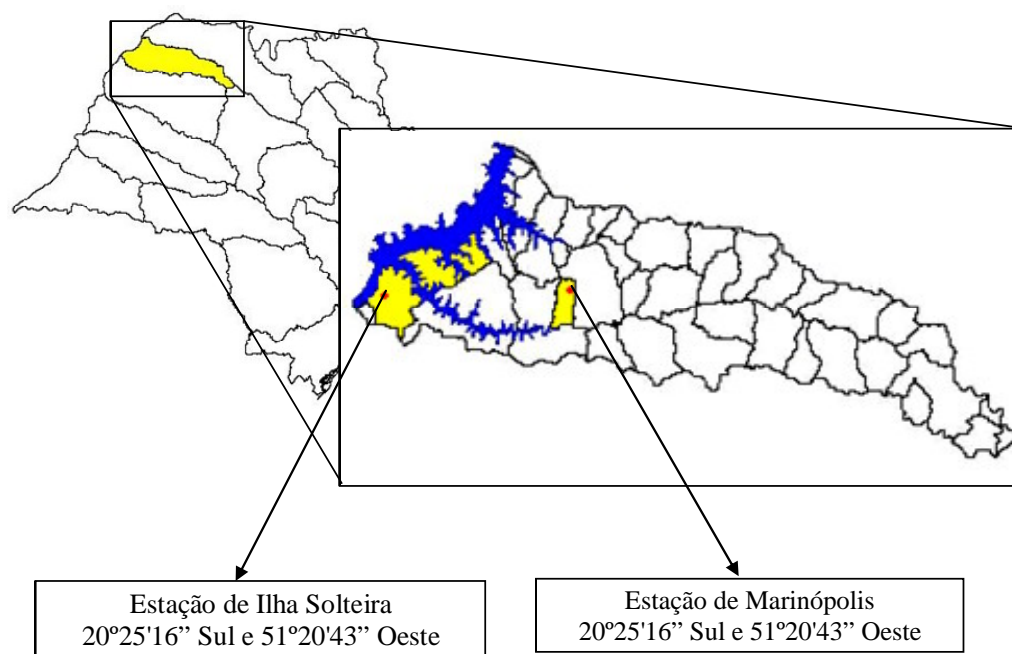 Estação de Ilha Solteira
20º25'16” Sul e 51º20'43” Oeste
Estação de Marinópolis
20º25'16” Sul e 51º20'43” Oeste